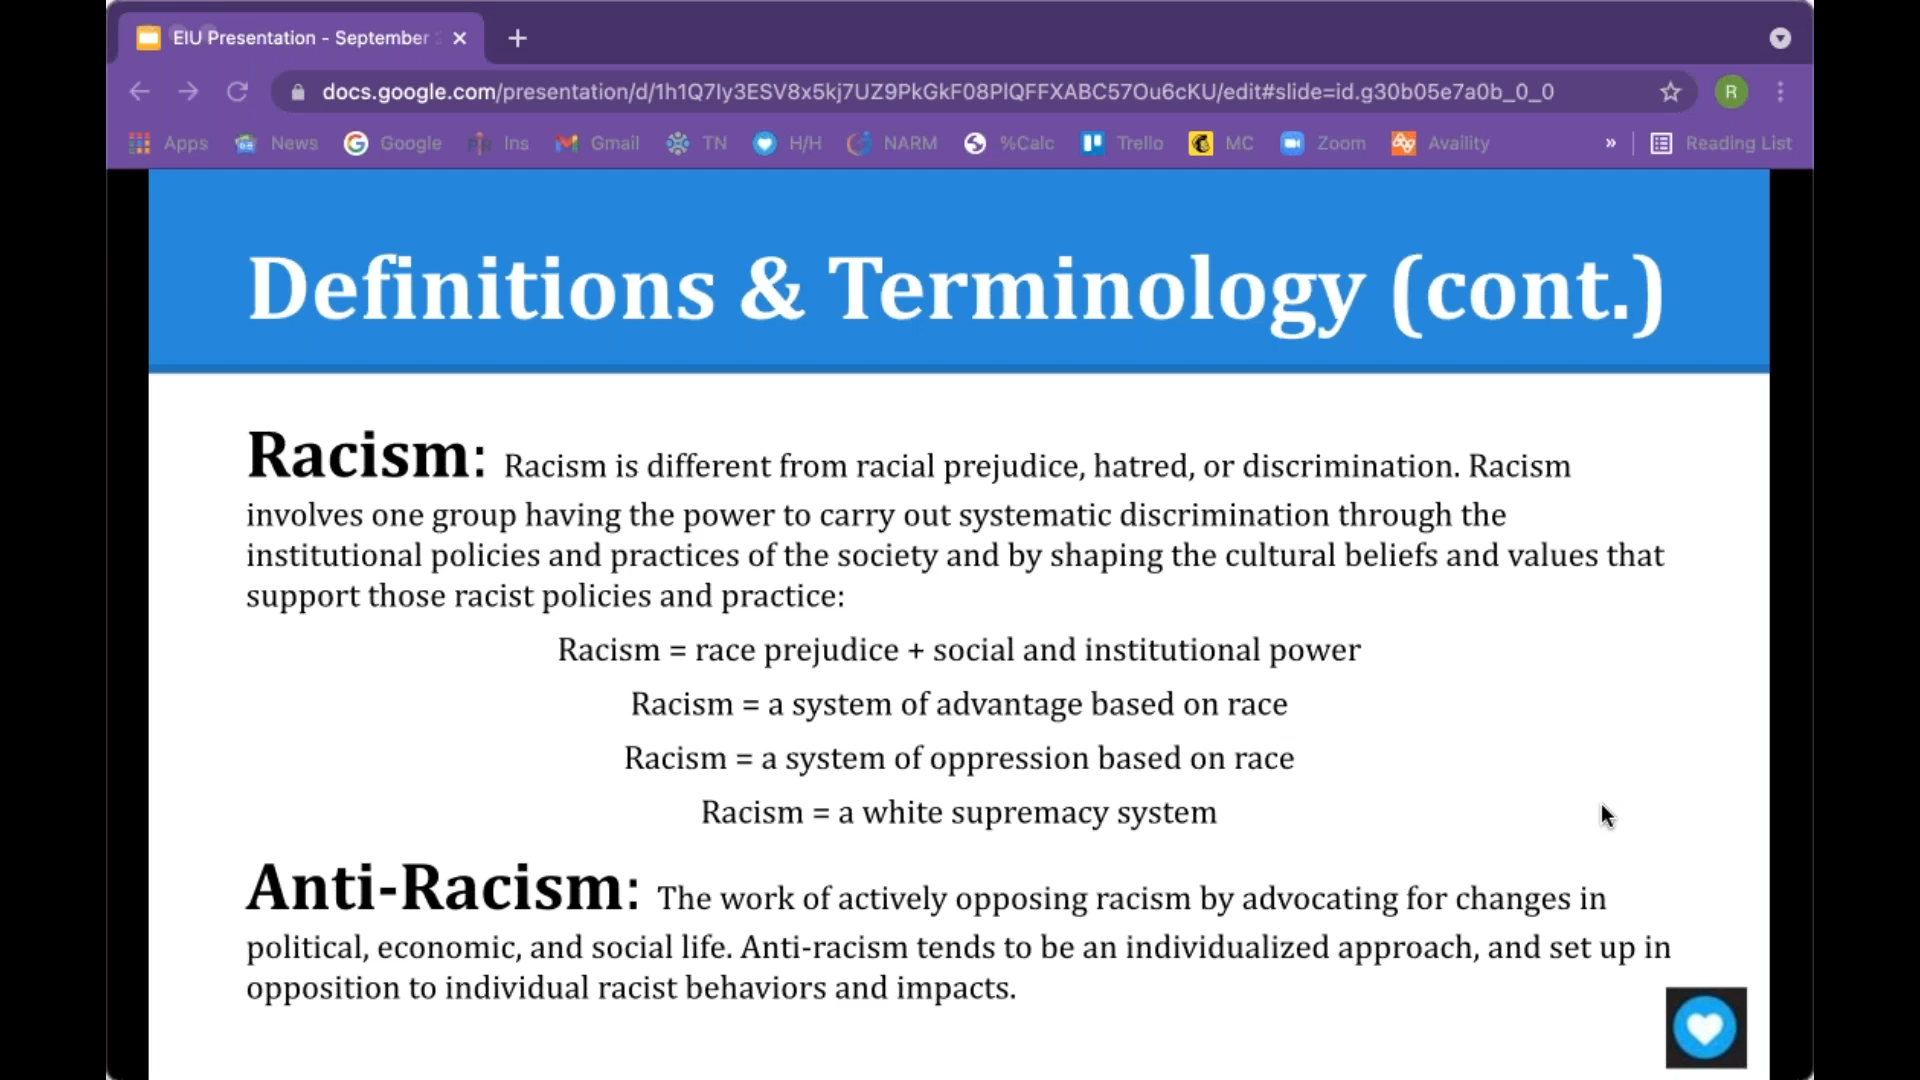 EIU Presentation - September
docs.google.com/presentation/d/1h1Q7Iy3ESV8x5kj7UZ9PkGkF08PlQFFXABC57Ou6cKU/edit#slide=id.g30b05e7a0b_0_0
R
Apps News Google Ins Gmail TN H/H NARM %Calc Trello MC Zoom Availity » Reading List
Definitions & Terminology (cont.)
Racism: Racism is different from racial prejudice, hatred, or discrimination. Racism
involves one group having the power to carry out systematic discrimination through the
institutional policies and practices of the society and by shaping the cultural beliefs and values that
support those racist policies and practice:
Racism = race prejudice + social and institutional power
Racism = a system of advantage based on race
Racism = a system of oppression based on race
Racism = a white supremacy system
Anti-Racism: The work of actively opposing racism by advocating for changes in
political, economic, and social life. Anti-racism tends to be an individualized approach, and set up in
opposition to individual racist behaviors and impacts.